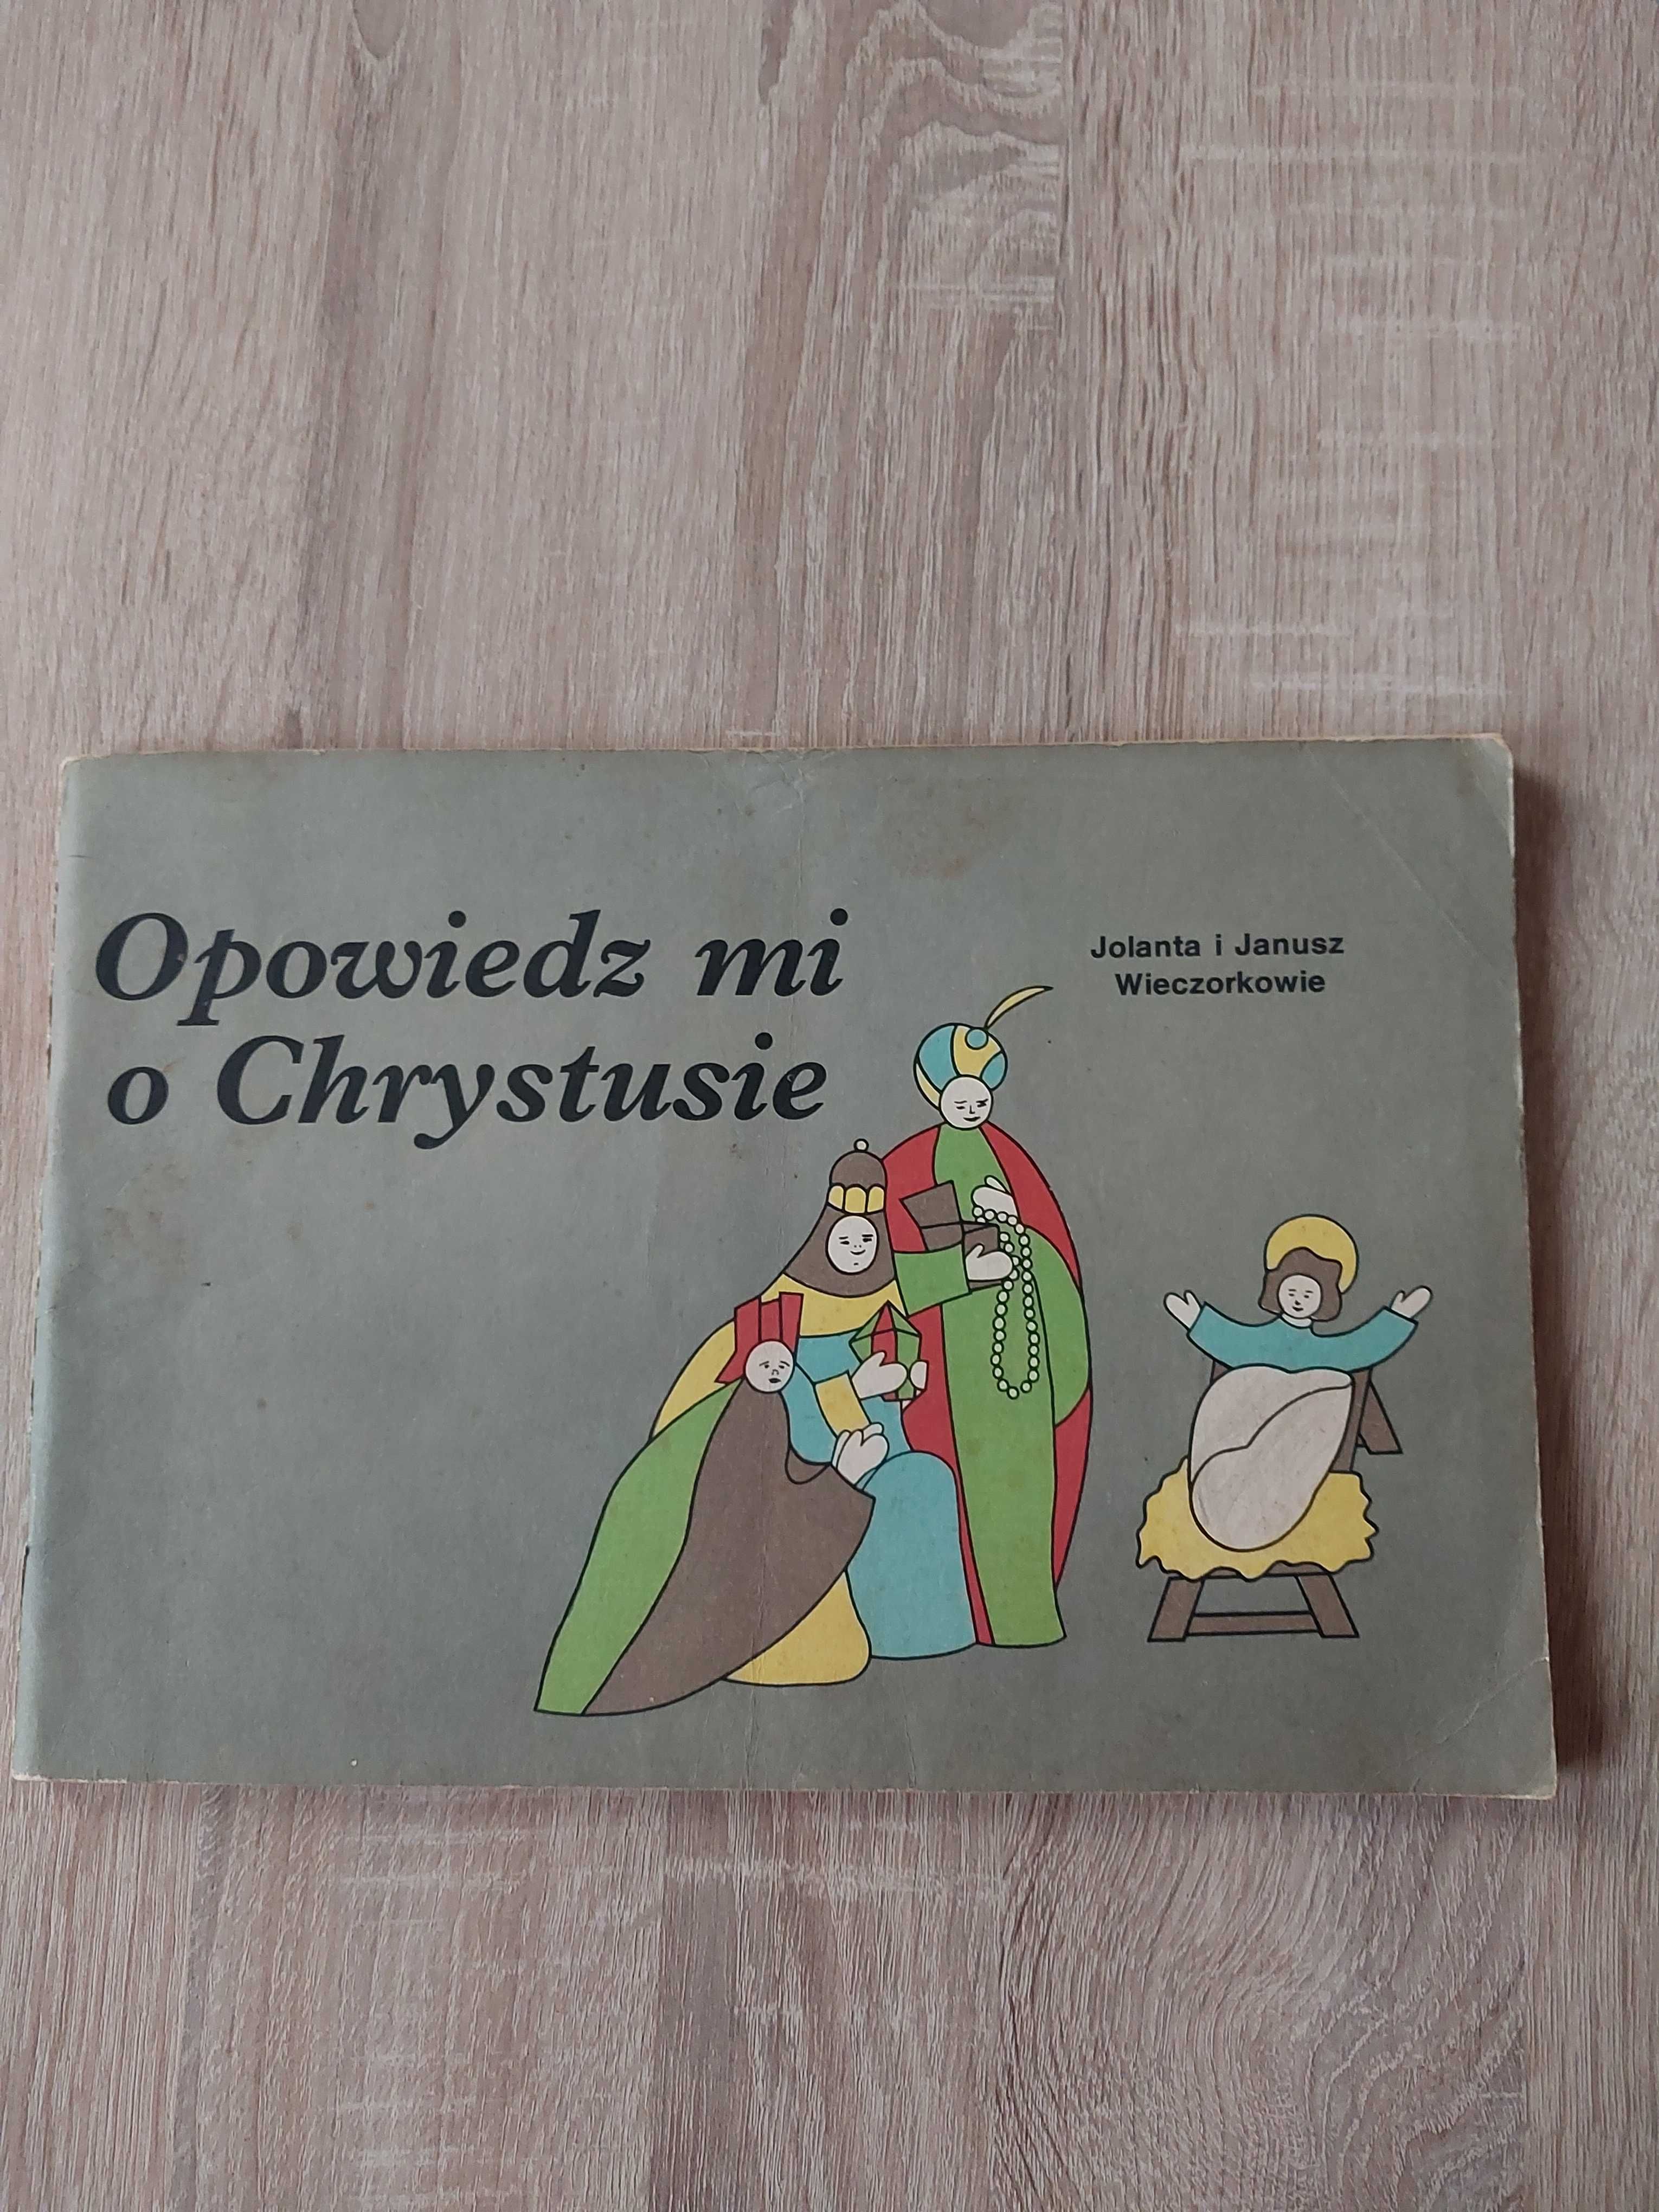 Opowiedz mi
o Chrystusie
Jolanta i Janusz
Wieczorkowie